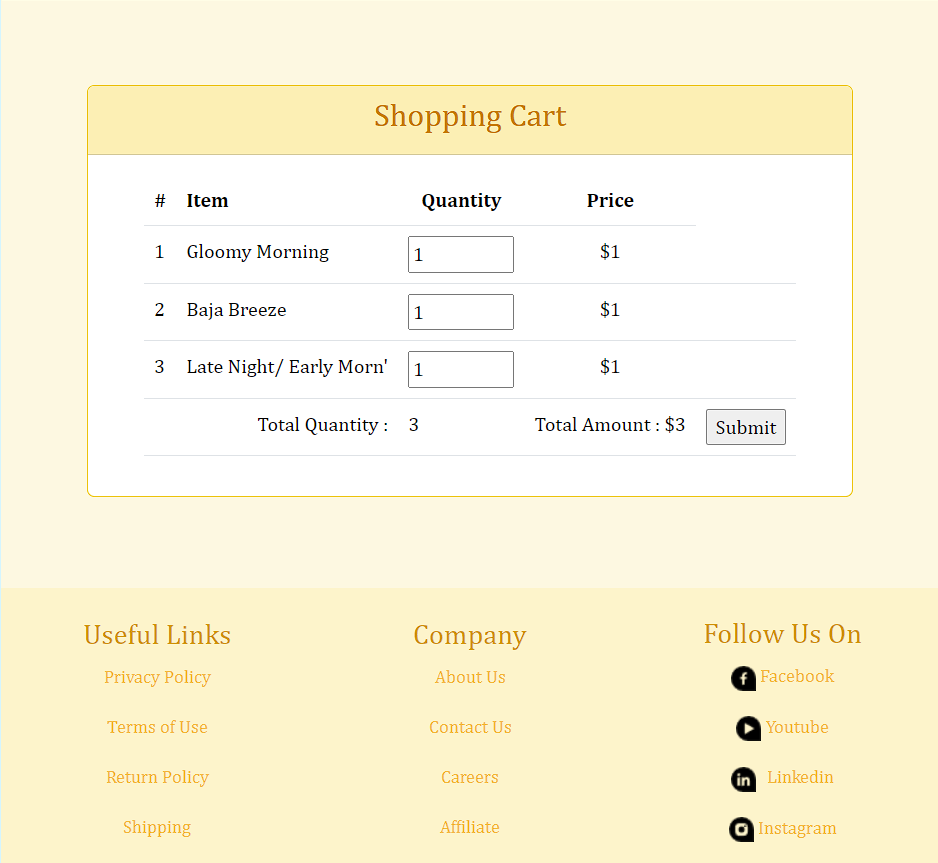 Shopping Cart
# Item Quantity Price
1 Gloomy Morning 1 $1
2 Baja Breeze 1 $1
3 Late Night/ Early Morn' 1 $1
Total Quantity : 3 Total Amount : $3 Submit
Useful Links Company Follow Us On
Privacy Policy About Us Facebook
Terms of Use Contact Us Youtube
Return Policy Careers Linkedin
Shipping Affiliate Instagram